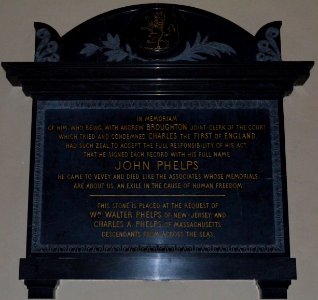 IN MEMORIAM
OF HIM, WHO BEING, WITH ANDREW BROUGHTON JOINT-CLERK OF THE COURT
WHICH TRIED AND CONDEMNED CHARLES THE FIRST OF ENGLAND,
HAD SUCH ZEAL TO ACCEPT THE FULL RESPONSIBILITY OF HIS ACT
THAT HE SIGNED EACH RECORD WITH HIS FULL NAME
JOHN PHELPS
HE CAME TO VEVEY AND DIED, LIKE THE ASSOCIATES WHOSE MEMORIALS
ARE ABOUT US, AN EXILE IN THE CAUSE OF HUMAN FREEDOM
THIS STONE IS PLACED AT THE REQUEST OF
WM WALTER PHELPS OF NEW-JERSEY AND
CHARLES A. PHELPS OF MASSACHUSETTS
DESCENDANTS FROM ACROSS THE SEAS.